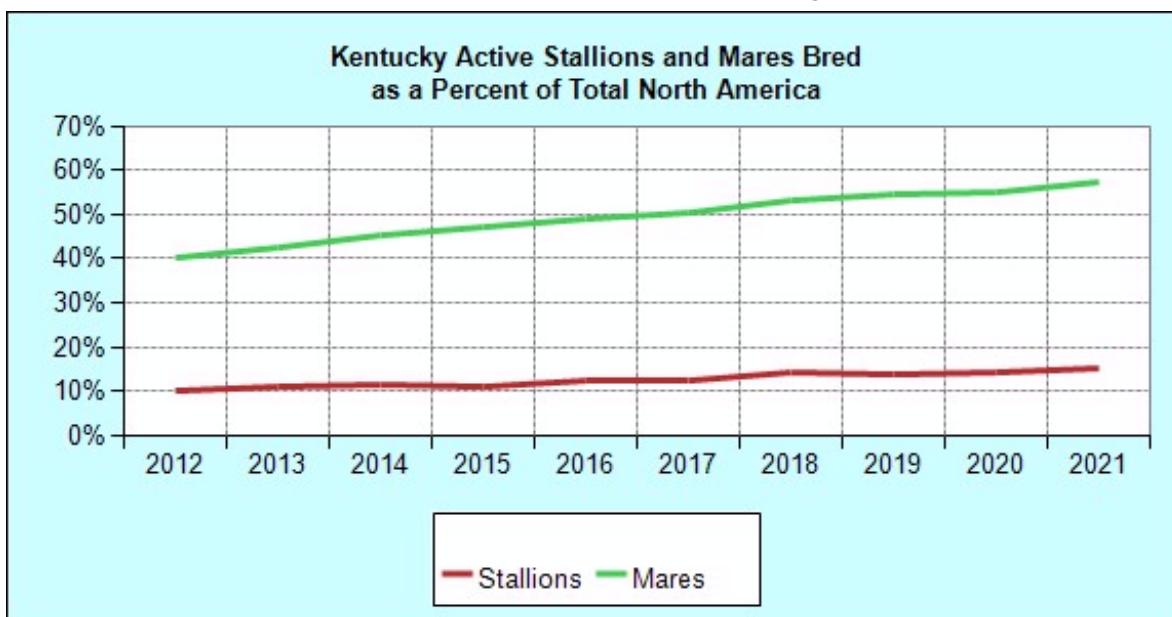 Kentucky Active Stallions and Mares Bred
as a Percent of Total North America
70%
60%
50%
40%
30%
20%
10%
0%
2012 2013 2014 2015 2016 2017 2018 2019 2020 2021
Stallions Mares